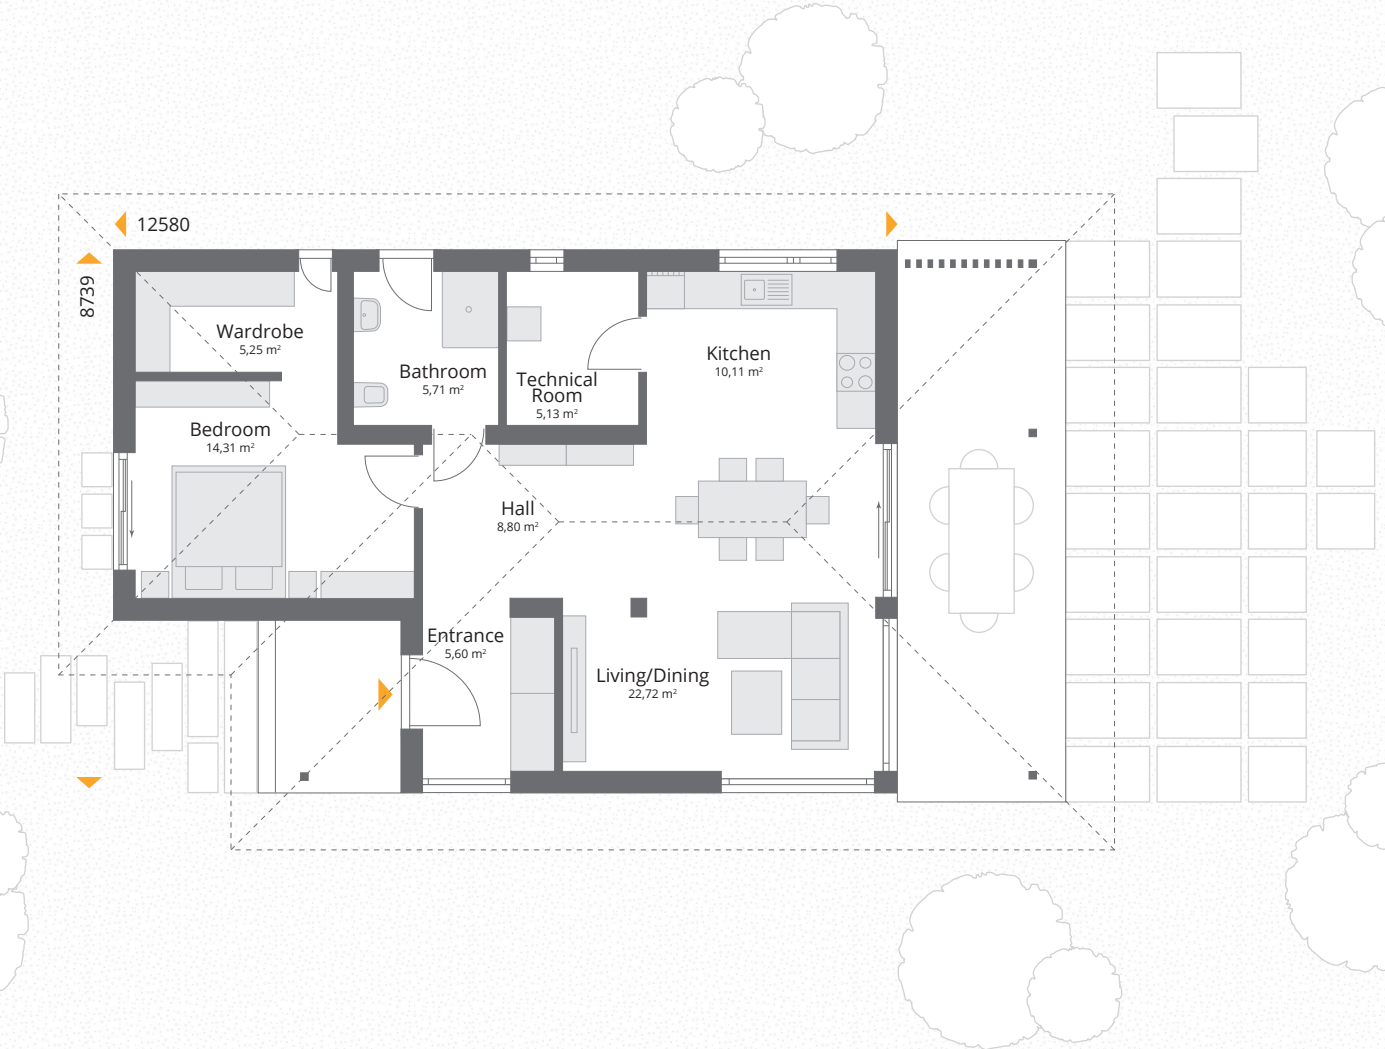 12580
8739
Wardrobe
5,25 m²
Bathroom
5,71 m²
Technical
Room
5,13 m²
Kitchen
10,11 m²
Bedroom
14,31 m²
Hall
8,80 m²
Entrance
5,60 m²
Living/Dining
22,72 m²